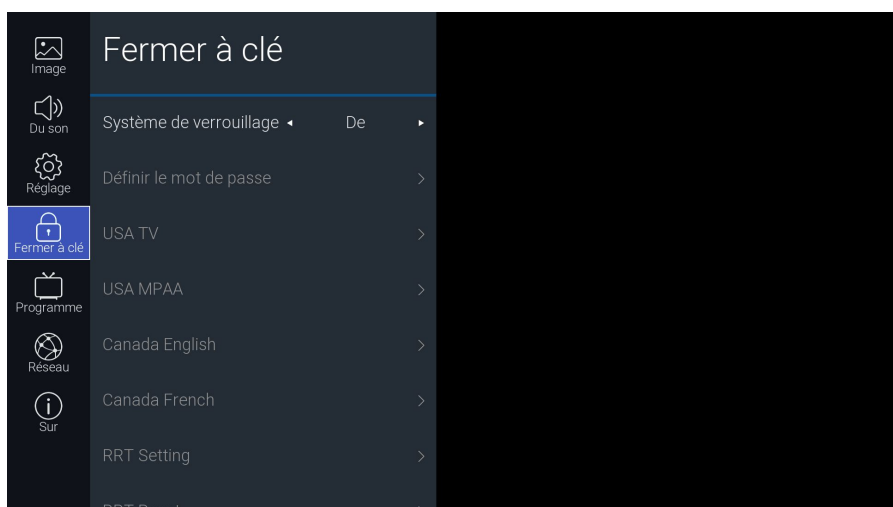 Image
Du son
Réglage
Fermer à clé
Programme
Réseau
Sur
Fermer à clé
Système de verrouillage De
Définir le mot de passe
USA TV
USA MPAA
Canada English
Canada French
RRT Setting